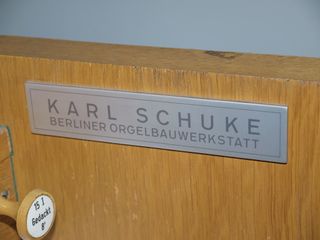 KARL SCHUKE
BERLINER ORGELBAUWERKSTATT
15 I
Gedackt
8'